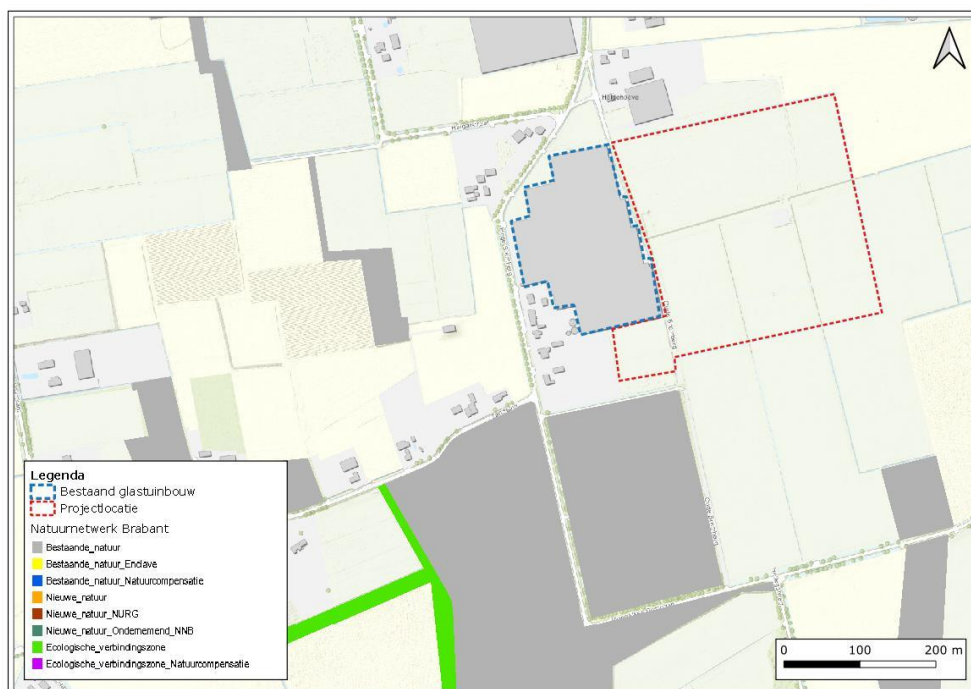 Legenda
Bestaand glastuinbouw
Projectlocatie
Natuurnetwerk Brabant
Bestaande_natuur
Bestaande_natuur_Enclave
Bestaande_natuur_Natuurcompensatie
Nieuwe_natuur
Nieuwe_natuur_NURG
Nieuwe_natuur_Ondernemend_NNB
Ecologische_verbindingszone
Ecologische_verbindingszone_Natuurcompensatie
0
100
200 m